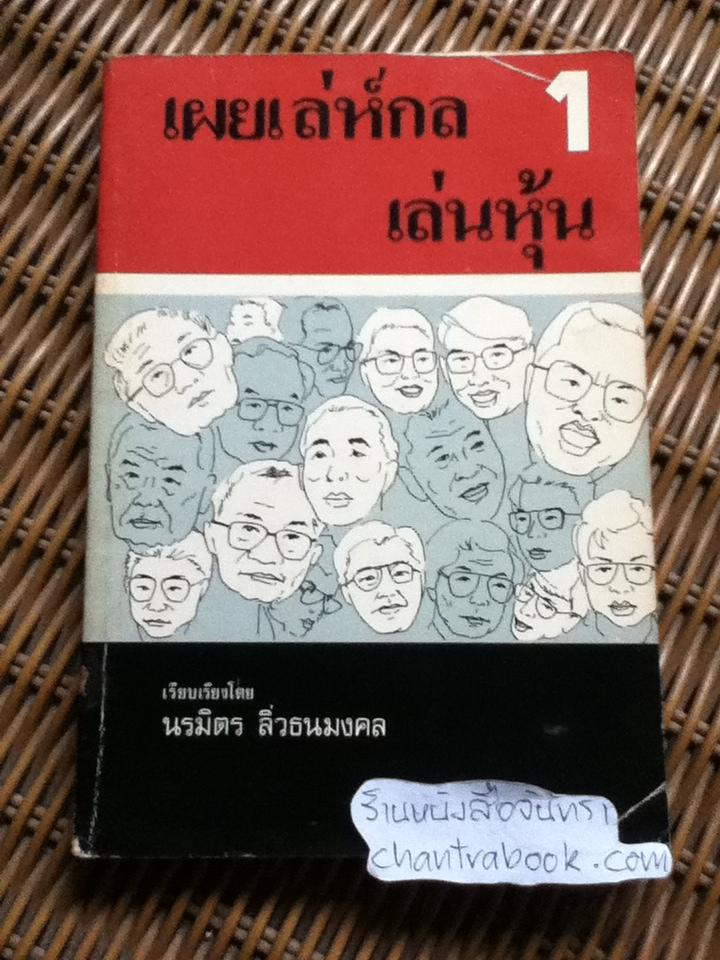 เผยเล่ห์กล 1
เล่นหุ้น
เรียบเรียงโดย
นรมิตร ลิ่วธนมงคล
ร้านหนังสือจันทรา
chantrabook.com